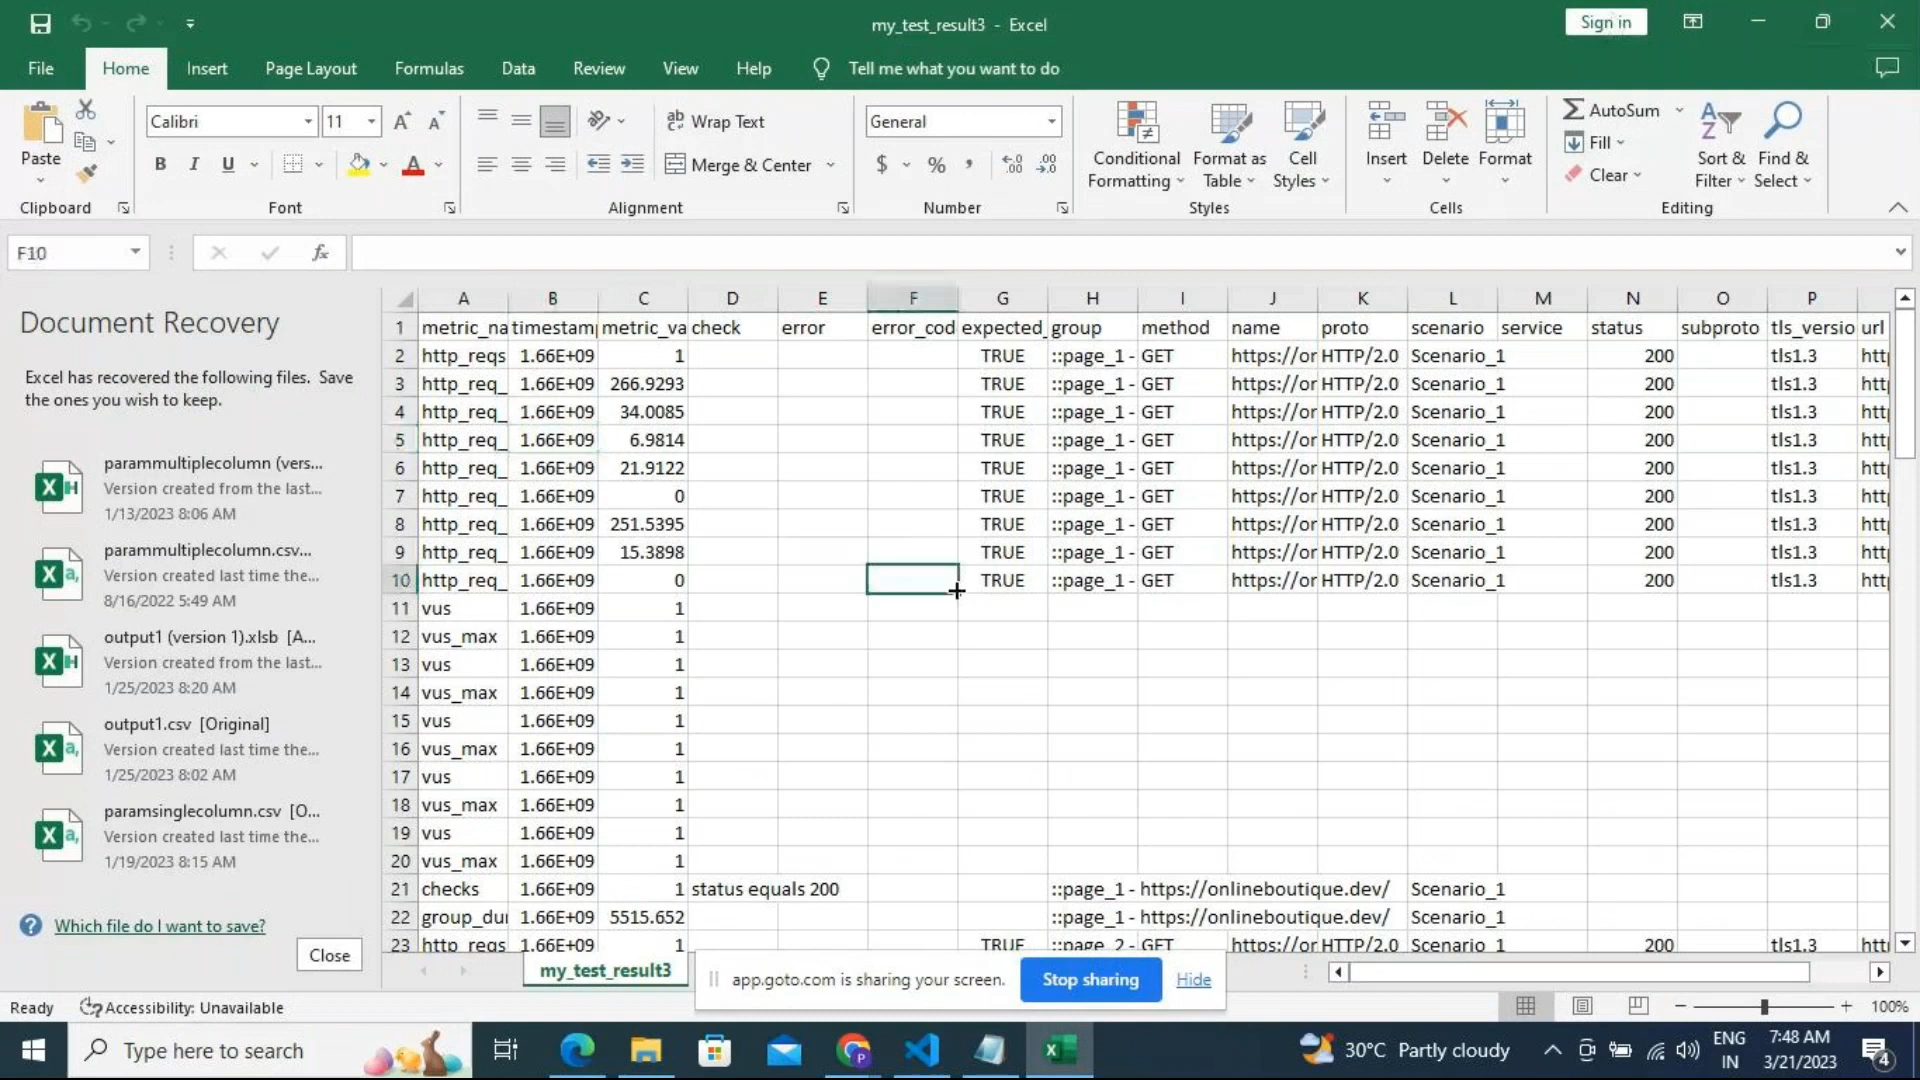 my_test_result3 - Excel
Sign in
File Home Insert Page Layout Formulas Data Review View Help Tell me what you want to do
Paste
Clipboard
Calibri 11
B I U
Font
Wrap Text
Merge & Center
Alignment
General
$ % , .00
Number
Conditional Formatting
Format as Table
Cell Styles
Styles
Insert Delete Format
Cells
AutoSum
Fill
Clear
Sort & Filter
Find & Select
Editing
F10 fx
Document Recovery
Excel has recovered the following files. Save
the ones you wish to keep.
parammultiplecolumn (vers...
Version created from the last...
1/13/2023 8:06 AM
parammultiplecolumn.csv...
Version created last time the...
8/16/2022 5:49 AM
output1 (version 1).xlsb [A...
Version created from the last...
1/25/2023 8:20 AM
output1.csv [Original]
Version created last time the...
1/25/2023 8:02 AM
paramsinglecolumn.csv [O...
Version created last time the...
1/19/2023 8:15 AM
Which file do I want to save?
Close
A B C D E F G H I J K L M N O P
1 metric_na timestamp metric_va check error error_cod expected_ group method name proto scenario service status subproto tls_versio url
2 http_reqs 1.66E+09 1 TRUE ::page_1 - GET https://or HTTP/2.0 Scenario_1 200 tls1.3 http
3 http_req_ 1.66E+09 266.9293 TRUE ::page_1 - GET https://or HTTP/2.0 Scenario_1 200 tls1.3 http
4 http_req_ 1.66E+09 34.0085 TRUE ::page_1 - GET https://or HTTP/2.0 Scenario_1 200 tls1.3 http
5 http_req_ 1.66E+09 6.9814 TRUE ::page_1 - GET https://or HTTP/2.0 Scenario_1 200 tls1.3 http
6 http_req_ 1.66E+09 21.9122 TRUE ::page_1 - GET https://or HTTP/2.0 Scenario_1 200 tls1.3 http
7 http_req_ 1.66E+09 0 TRUE ::page_1 - GET https://or HTTP/2.0 Scenario_1 200 tls1.3 http
8 http_req_ 1.66E+09 251.5395 TRUE ::page_1 - GET https://or HTTP/2.0 Scenario_1 200 tls1.3 http
9 http_req_ 1.66E+09 15.3898 TRUE ::page_1 - GET https://or HTTP/2.0 Scenario_1 200 tls1.3 http
10 http_req_ 1.66E+09 0 TRUE ::page_1 - GET https://or HTTP/2.0 Scenario_1 200 tls1.3 http
11 vus 1.66E+09 1
12 vus_max 1.66E+09 1
13 vus 1.66E+09 1
14 vus_max 1.66E+09 1
15 vus 1.66E+09 1
16 vus_max 1.66E+09 1
17 vus 1.66E+09 1
18 vus_max 1.66E+09 1
19 vus 1.66E+09 1
20 vus_max 1.66E+09 1
21 checks 1.66E+09 1 status equals 200 ::page_1 - https://onlineboutique.dev/ Scenario_1
22 group_dur 1.66E+09 5515.652 ::page_1 - https://onlineboutique.dev/ Scenario_1
23 http_reqs 1.66E+09 1 TRUE ::page_2 - GET https://or HTTP/2.0 Scenario_1 200 tls1.3 http
my_test_result3
app.goto.com is sharing your screen. Stop sharing Hide
Ready Accessibility: Unavailable 100%
Type here to search
30°C Partly cloudy
ENG
IN
7:48 AM
3/21/2023
4